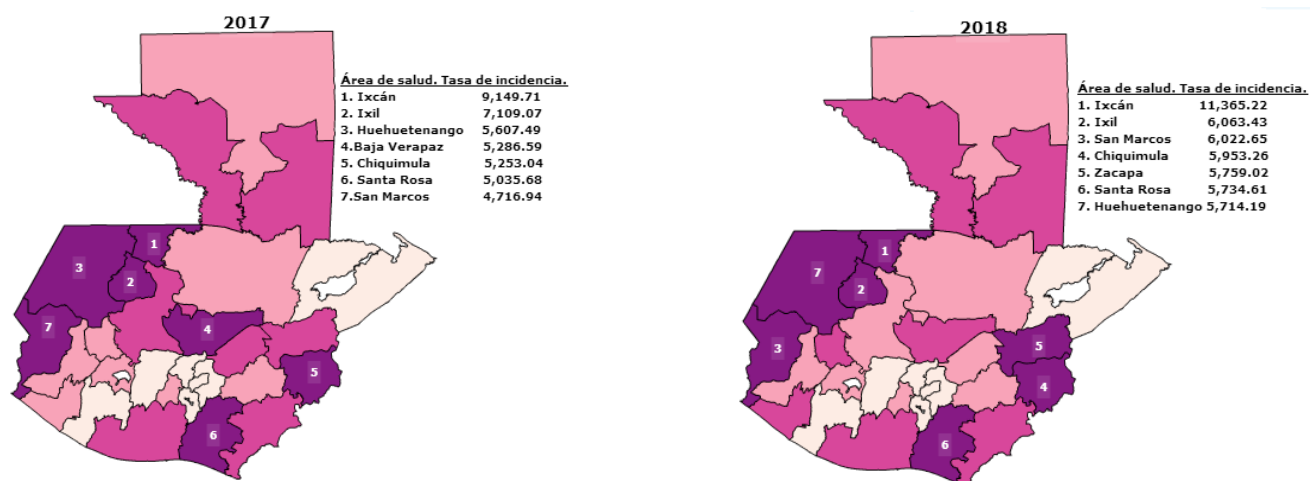 2017
Área de salud. Tasa de incidencia.
1. Ixcán 9,149.71
2. Ixil 7,109.07
3. Huehuetenango 5,607.49
4.Baja Verapaz 5,286.59
5. Chiquimula 5,253.04
6. Santa Rosa 5,035.68
7.San Marcos 4,716.94
1
3
2
7
4
5
6
2018
Área de salud. Tasa de incidencia.
1. Ixcán 11,365.22
2. Ixil 6,063.43
3. San Marcos 6,022.65
4. Chiquimula 5,953.26
5. Zacapa 5,759.02
6. Santa Rosa 5,734.61
7. Huehuetenango 5,714.19
1
7
2
3
5
4
6